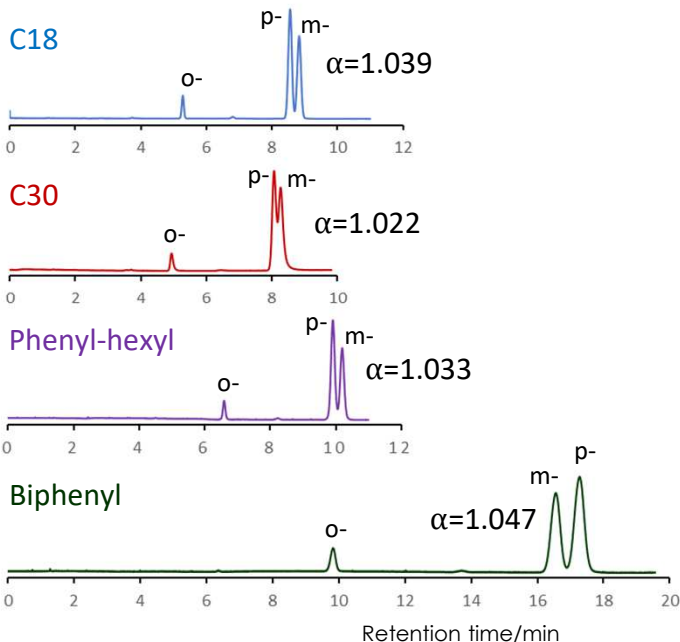 C18
o-
p-
m-
α=1.039
0 2 4 6 8 10 12
C30
o-
p-
m-
α=1.022
0 2 4 6 8 10
Phenyl-hexyl
o-
p-
m-
α=1.033
0 2 4 6 8 10 12
Biphenyl
o-
α=1.047
m-
p-
0 2 4 6 8 10 12 14 16 18 20
Retention time/min